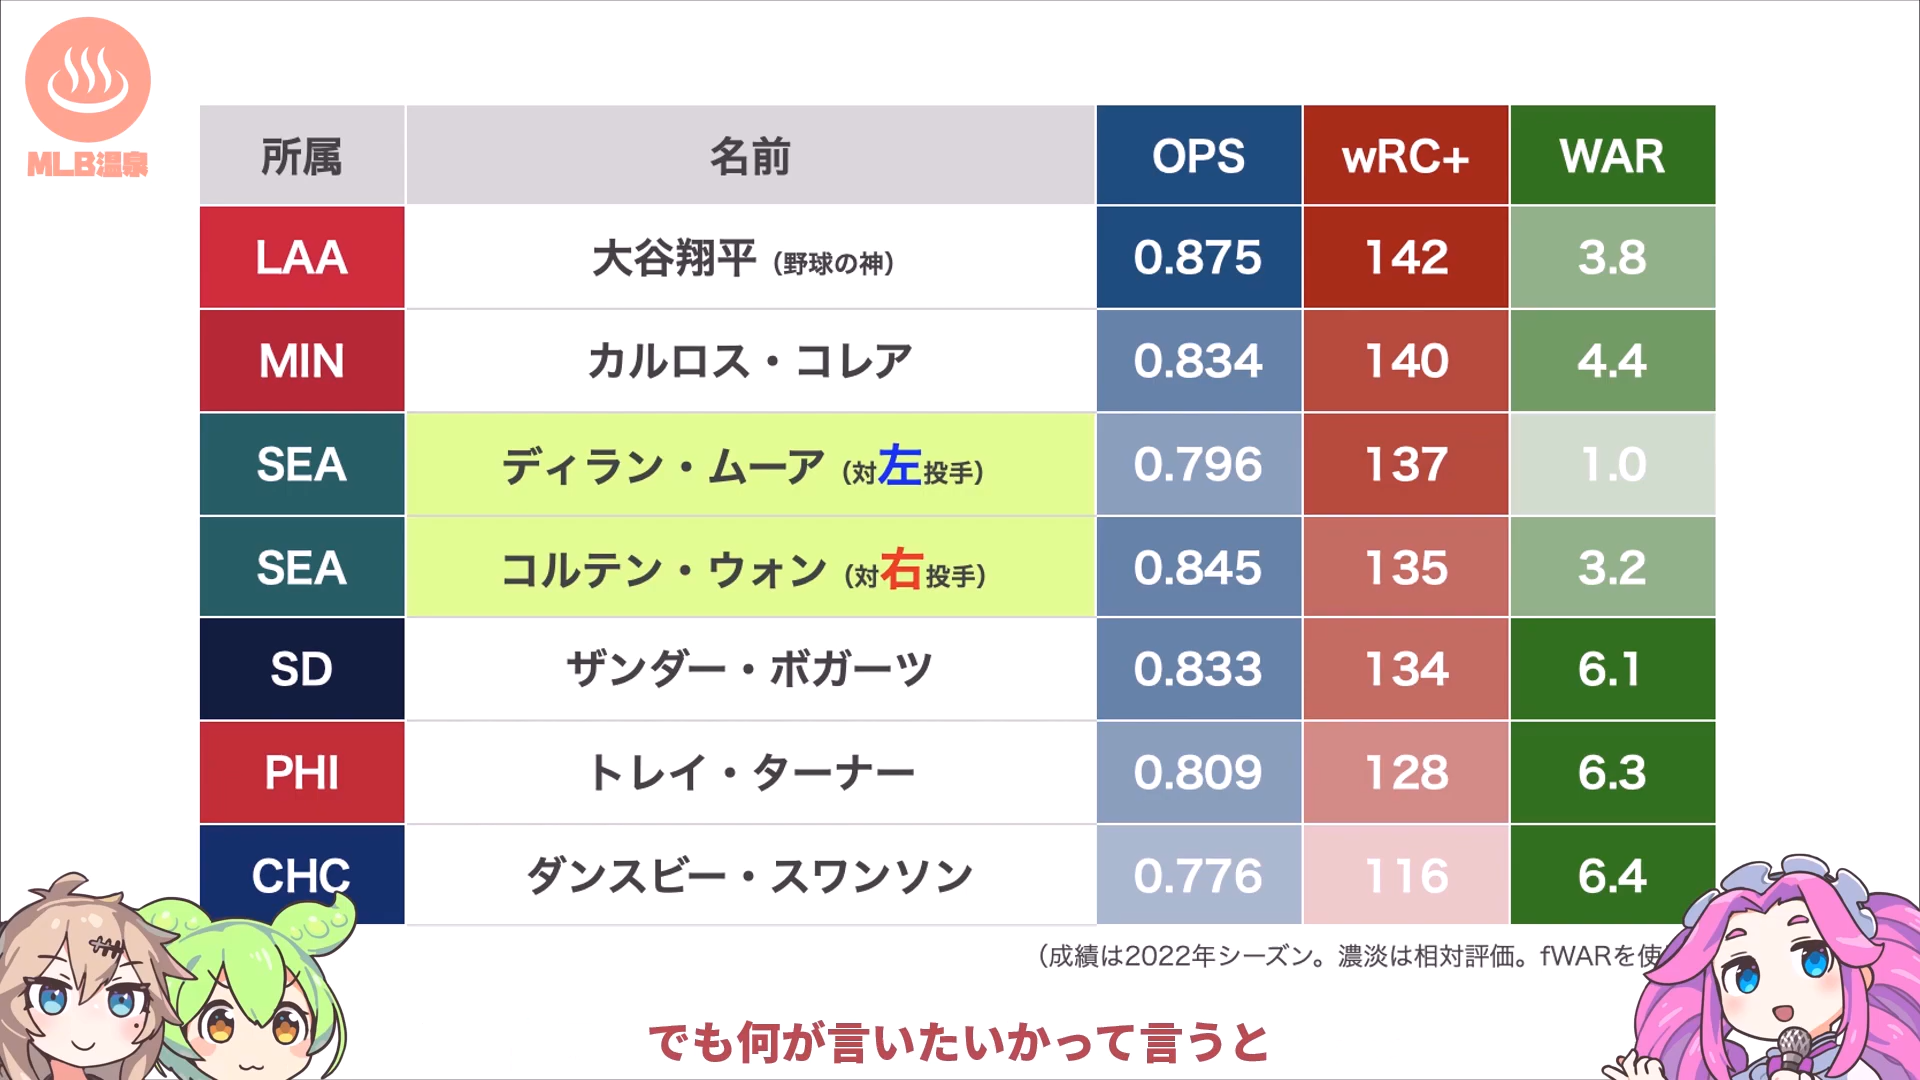 MLB温泉
所属 名前 OPS wRC+ WAR
LAA 大谷翔平（野球の神） 0.875 142 3.8
MIN カルロス・コレア 0.834 140 4.4
SEA ディラン・ムーア（対左投手） 0.796 137 1.0
SEA コルテン・ウォン（対右投手） 0.845 135 3.2
SD ザンダー・ボガーツ 0.833 134 6.1
PHI トレイ・ターナー 0.809 128 6.3
CHC ダンスビー・スワンソン 0.776 116 6.4
（成績は2022年シーズン。濃淡は相対評価。fWARを使
でも何が言いたいかって言うと